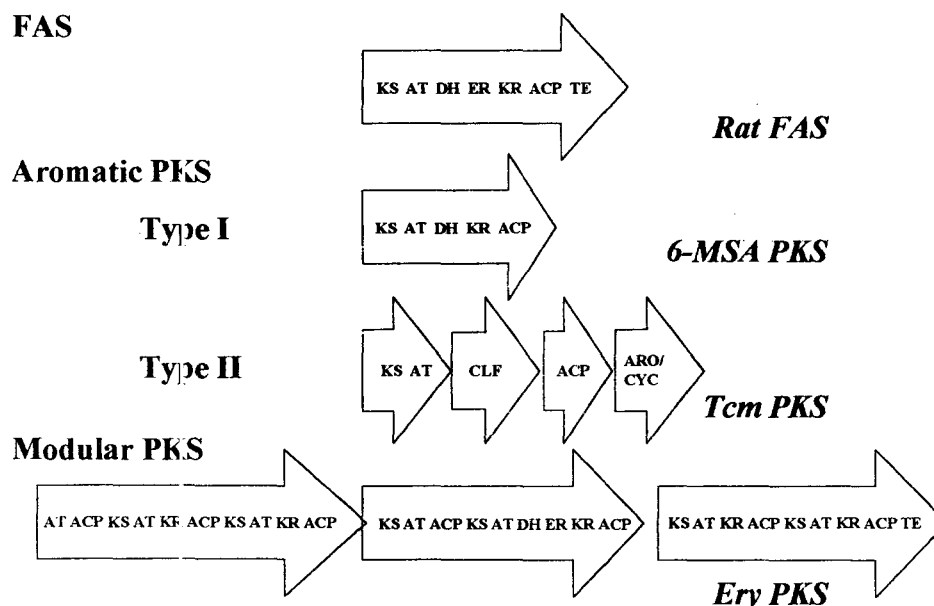 FAS
KS AT DH ER KR ACP TE
Rat FAS
Aromatic PKS
Type I
KS AT DH KR ACP
6-MSA PKS
Type II
KS AT
CLF
ACP
ARO/
CYC
Tcm PKS
Modular PKS
AT ACP KS AT KR ACP KS AT KR ACP
KS AT ACP KS AT DH ER KR ACP
KS AT KR ACP KS AT KR ACP TE
Ery PKS